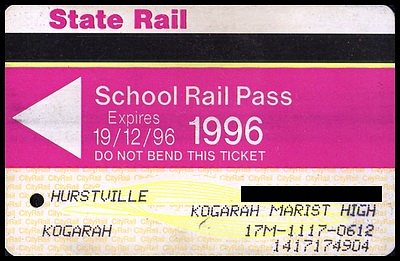 State Rail
School Rail Pass
Expires
19/12/96 1996
DO NOT BEND THIS TICKET
HURSTVILLE
KOGARAH MARIST HIGH
KOGARAH 17M-1117-0612
1417174904